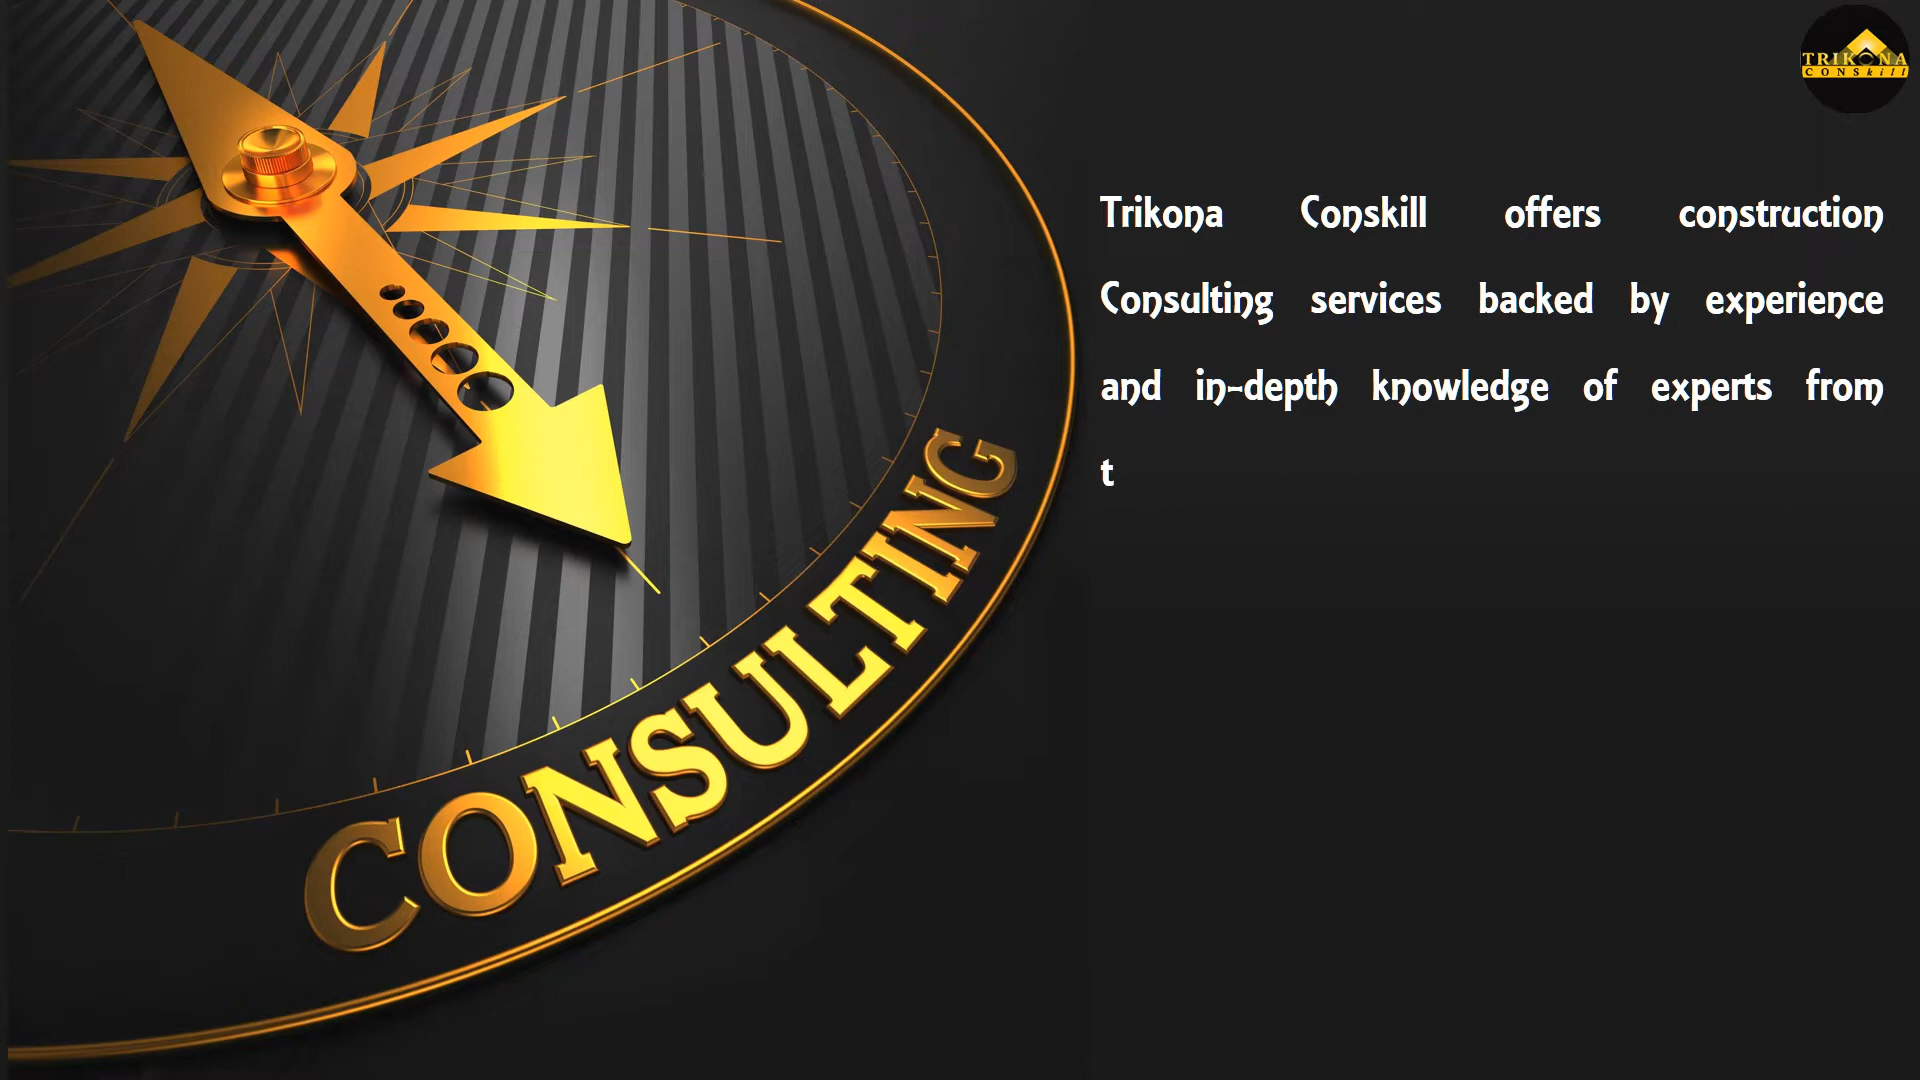 TRIKONA
CONSkill
Trikona Conskill offers construction
Consulting services backed by experience
and in-depth knowledge of experts from
t
CONSULTING